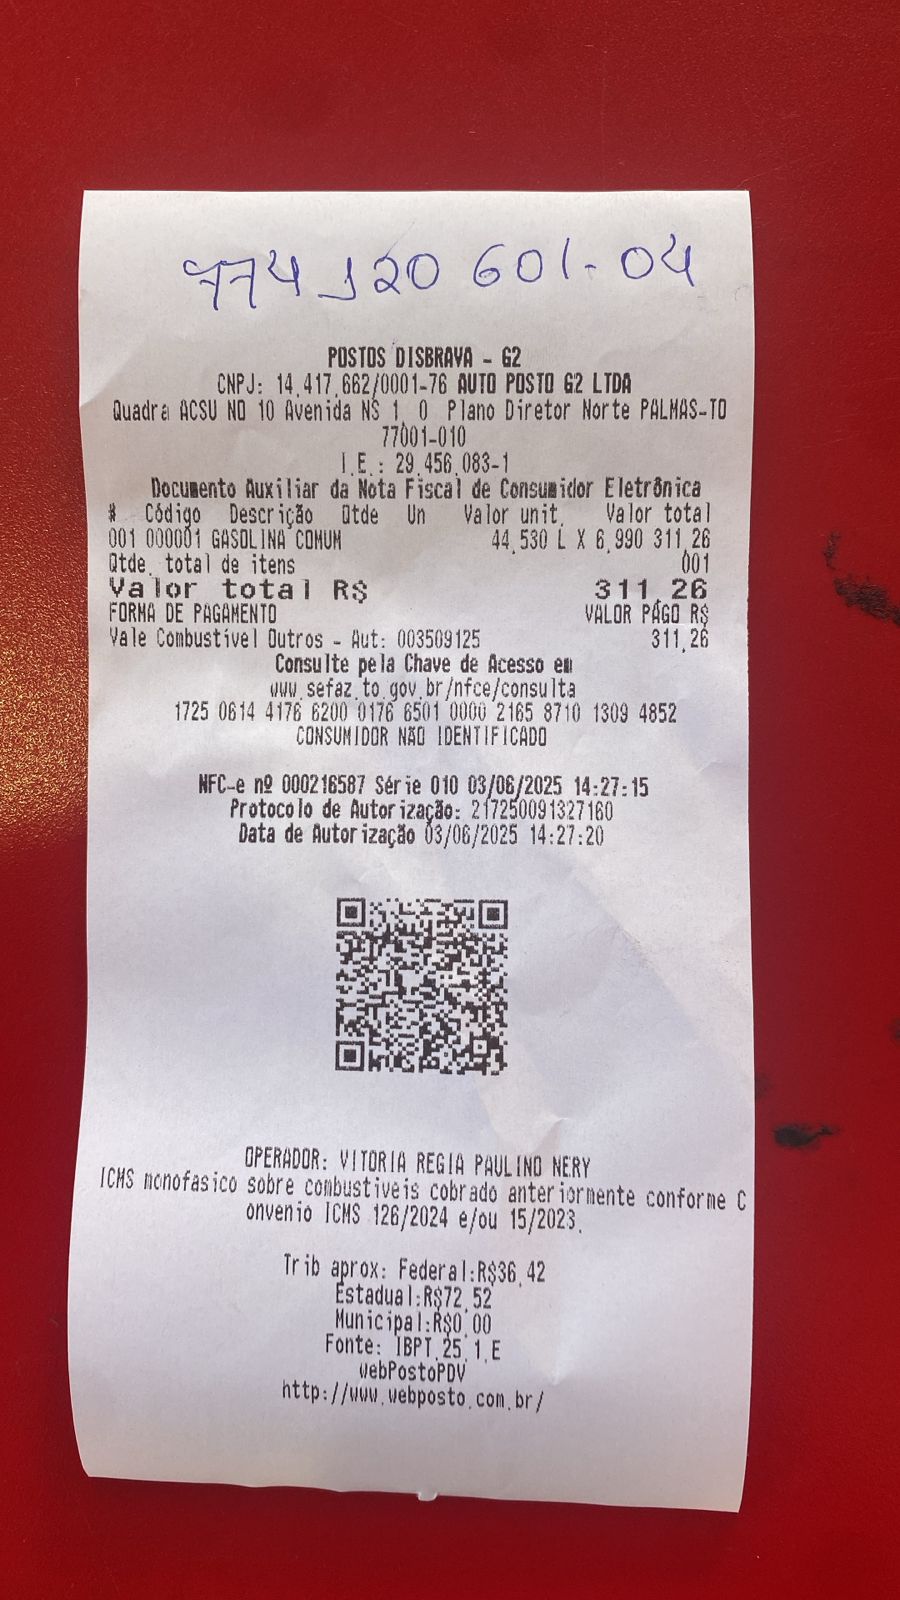 774 120 601-04
POSTOS DISBRAVA - G2
CNPJ: 14.417.662/0001-76 AUTO POSTO G2 LTDA
Quadra ACSU NO 10 Avenida NS 1, 0, Plano Diretor Norte PALMAS-TO
77001-010
I.E.: 29.456.083-1
Documento Auxiliar da Nota Fiscal de Consumidor Eletrônica
# Código Descrição Qtde Un Valor unit. Valor total
001 000001 GASOLINA COMUM 44,530 L X 6,990 311,26
Qtde. total de itens 001
Valor total R$ 311,26
FORMA DE PAGAMENTO VALOR PAGO R$
Vale Combustível Outros - Aut: 003509125 311,26
Consulte pela Chave de Acesso em
www.sefaz.to.gov.br/nfce/consulta
1725 0614 4176 6200 0176 6501 0000 2165 8710 1309 4852
CONSUMIDOR NÃO IDENTIFICADO
NFC-e nº 000216587 Série 010 03/06/2025 14:27:15
Protocolo de Autorização: 217250091327160
Data de Autorização 03/06/2025 14:27:20
OPERADOR: VITORIA REGIA PAULINO NERY
ICMS monofasico sobre combustiveis cobrado anteriormente conforme C
onvenio ICMS 126/2024 e/ou 15/2023.
Trib aprox: Federal:R$36,42
Estadual:R$72,52
Municipal:R$0,00
Fonte: IBPT.25.1.E
webPostoPDV
http://www.webposto.com.br/